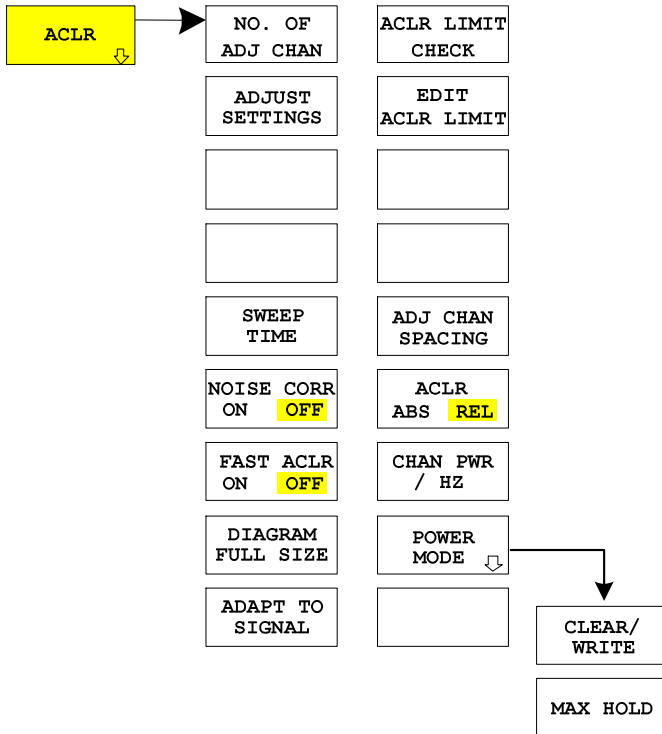 ACLR
NO. OF
ADJ CHAN
ADJUST
SETTINGS
SWEEP
TIME
NOISE CORR
ON OFF
FAST ACLR
ON OFF
DIAGRAM
FULL SIZE
ADAPT TO
SIGNAL
ACLR LIMIT
CHECK
EDIT
ACLR LIMIT
ADJ CHAN
SPACING
ACLR
ABS REL
CHAN PWR
/ HZ
POWER
MODE
CLEAR/
WRITE
MAX HOLD